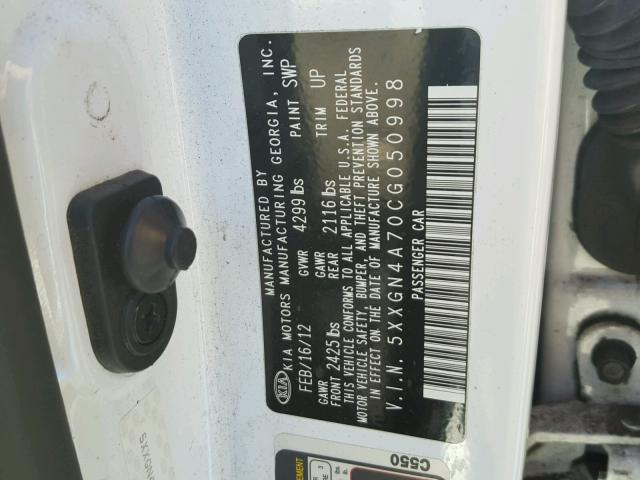 MANUFACTURED BY
KIA KIA MOTORS MANUFACTURING GEORGIA, INC.
FEB/16/12 GVWR 4299 lbs PAINT SWP
GAWR FRONT 2425 lbs GAWR REAR 2116 lbs TRIM UP
THIS VEHICLE CONFORMS TO ALL APPLICABLE U.S.A. FEDERAL
MOTOR VEHICLE SAFETY, BUMPER, AND THEFT PREVENTION STANDARDS
IN EFFECT ON THE DATE OF MANUFACTURE SHOWN ABOVE.
V.I.N. 5XXGN4A70CG050998
PASSENGER CAR
C550